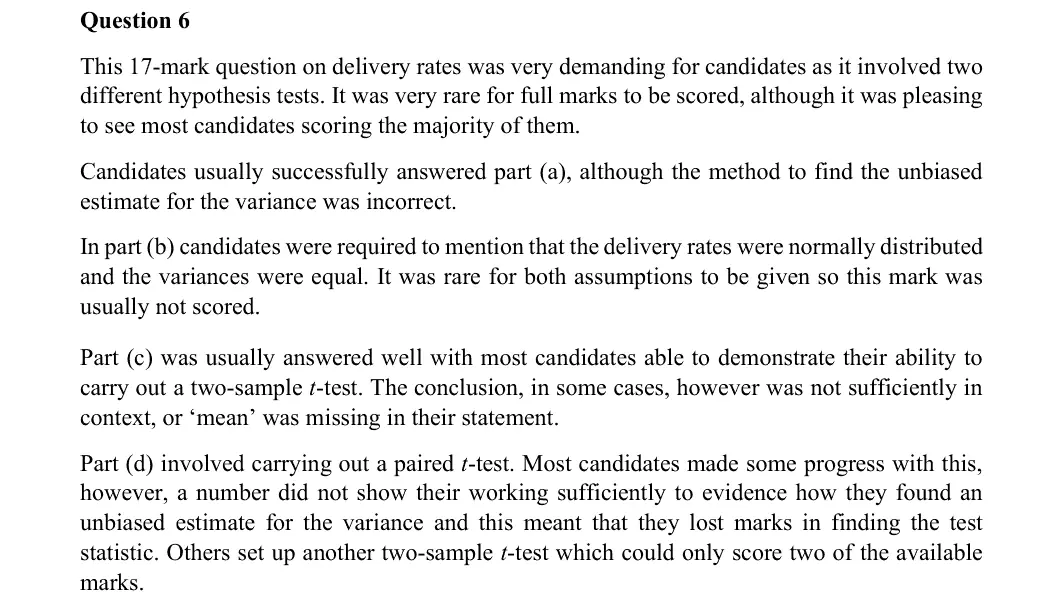 Question 6
This 17-mark question on delivery rates was very demanding for candidates as it involved two
different hypothesis tests. It was very rare for full marks to be scored, although it was pleasing
to see most candidates scoring the majority of them.
Candidates usually successfully answered part (a), although the method to find the unbiased
estimate for the variance was incorrect.
In part (b) candidates were required to mention that the delivery rates were normally distributed
and the variances were equal. It was rare for both assumptions to be given so this mark was
usually not scored.
Part (c) was usually answered well with most candidates able to demonstrate their ability to
carry out a two-sample t-test. The conclusion, in some cases, however was not sufficiently in
context, or ‘mean’ was missing in their statement.
Part (d) involved carrying out a paired t-test. Most candidates made some progress with this,
however, a number did not show their working sufficiently to evidence how they found an
unbiased estimate for the variance and this meant that they lost marks in finding the test
statistic. Others set up another two-sample t-test which could only score two of the available
marks.